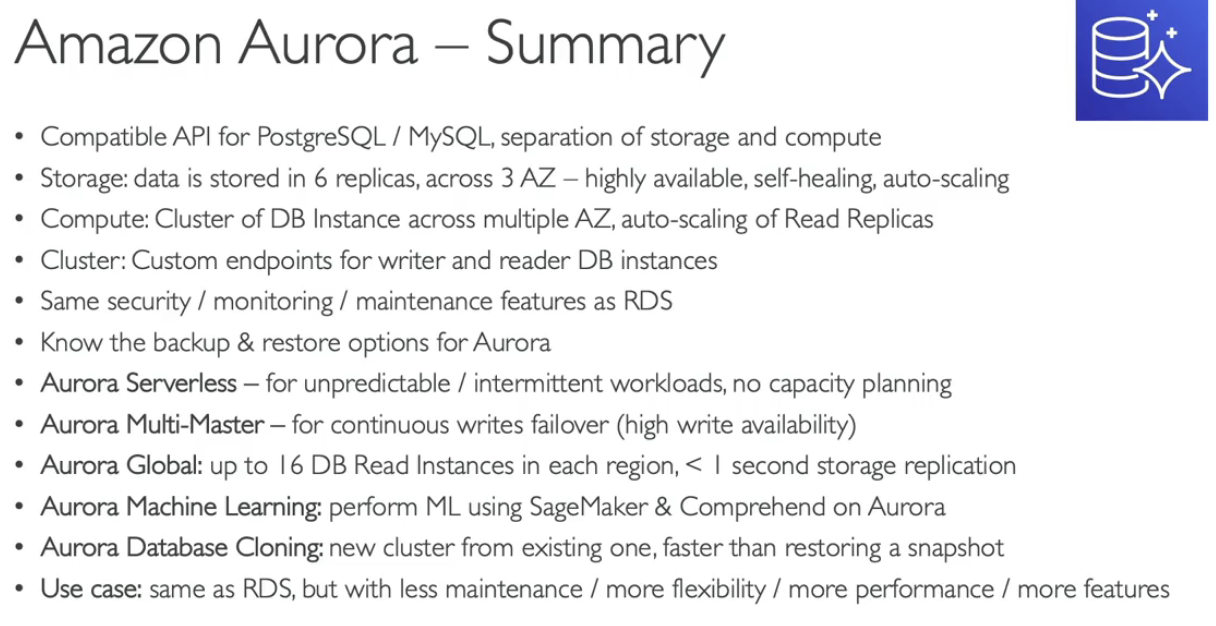 Amazon Aurora – Summary
• Compatible API for PostgreSQL / MySQL, separation of storage and compute
• Storage: data is stored in 6 replicas, across 3 AZ – highly available, self-healing, auto-scaling
• Compute: Cluster of DB Instance across multiple AZ, auto-scaling of Read Replicas
• Cluster: Custom endpoints for writer and reader DB instances
• Same security / monitoring / maintenance features as RDS
• Know the backup & restore options for Aurora
• Aurora Serverless – for unpredictable / intermittent workloads, no capacity planning
• Aurora Multi-Master – for continuous writes failover (high write availability)
• Aurora Global: up to 16 DB Read Instances in each region, < 1 second storage replication
• Aurora Machine Learning: perform ML using SageMaker & Comprehend on Aurora
• Aurora Database Cloning: new cluster from existing one, faster than restoring a snapshot
• Use case: same as RDS, but with less maintenance / more flexibility / more performance / more features